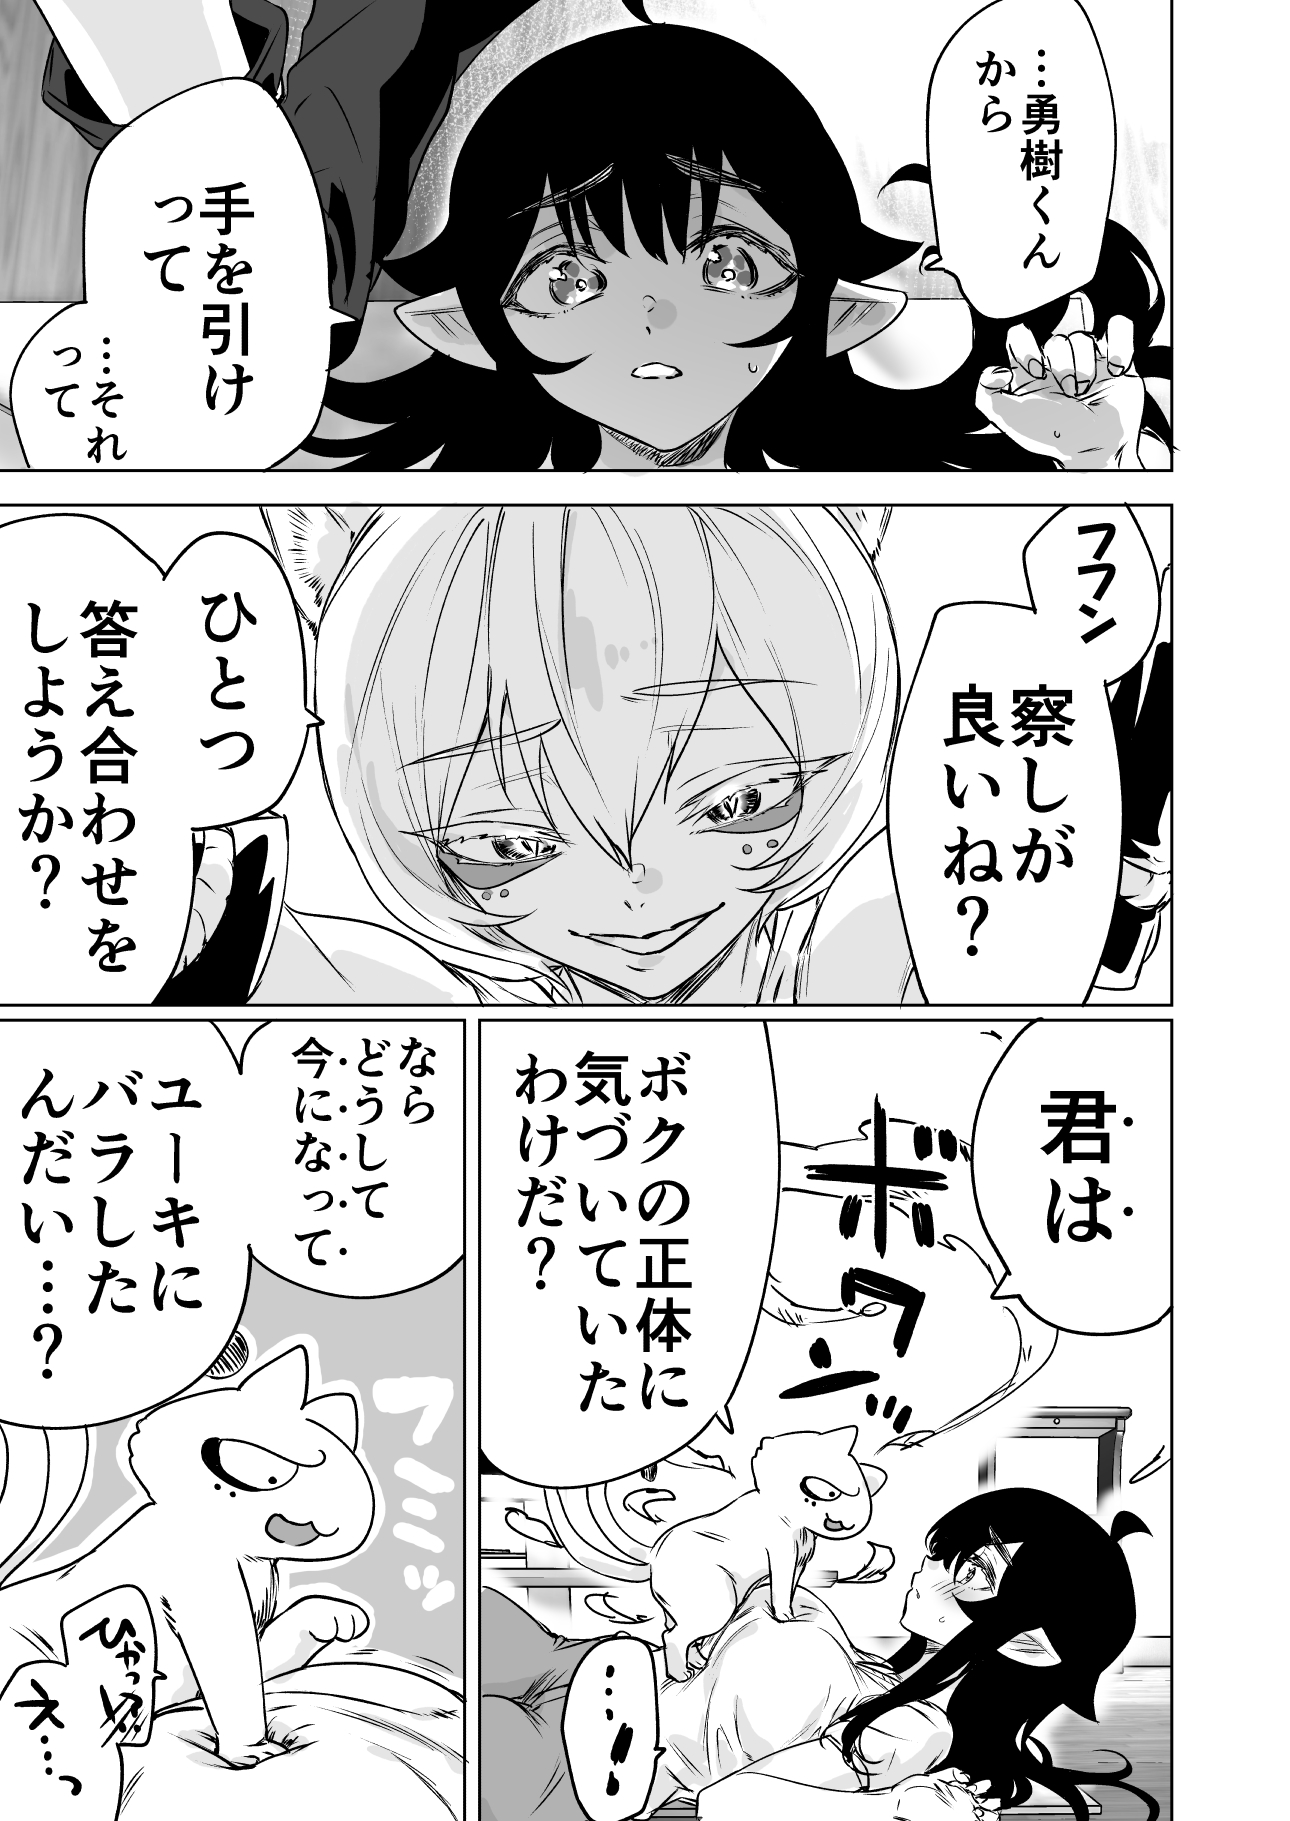 …勇樹くん
から
手を引け
って
…それ
って
フフン
察しが
良いね？
ひとつ
答え合わせを
しようか？
君は
ボクの正体に
気づいていた
わけだ？
ボワンッ
…！
なら
どうして
今になって
ユーキに
バラした
んだい…？
フミッ
ひゃっ
え…っ